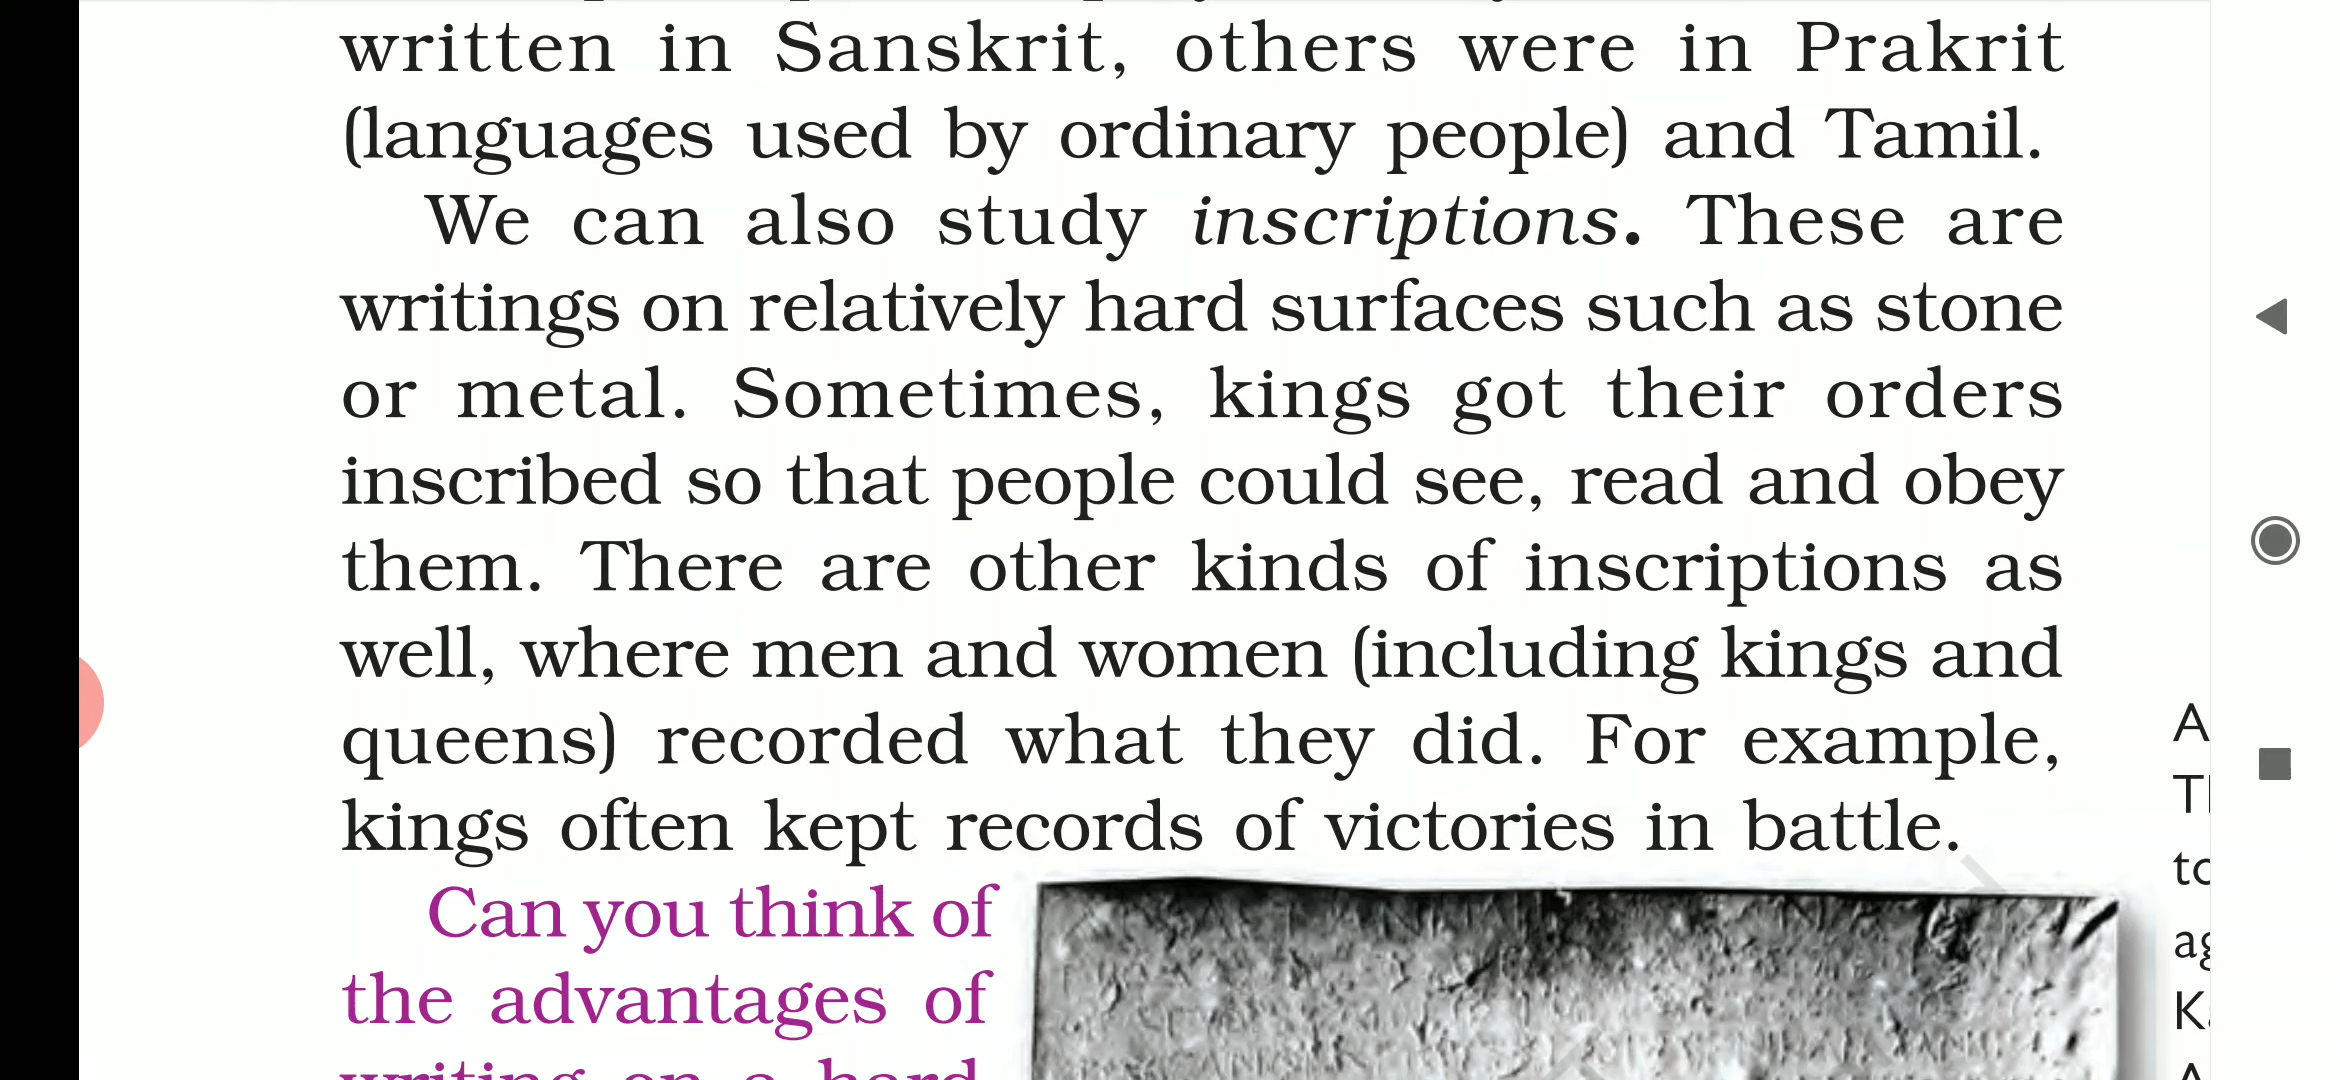 written in Sanskrit, others were in Prakrit
(languages used by ordinary people) and Tamil.
We can also study inscriptions. These are
writings on relatively hard surfaces such as stone
or metal. Sometimes, kings got their orders
inscribed so that people could see, read and obey
them. There are other kinds of inscriptions as
well, where men and women (including kings and
queens) recorded what they did. For example,
kings often kept records of victories in battle.
Can you think of
the advantages of
writing on a hard